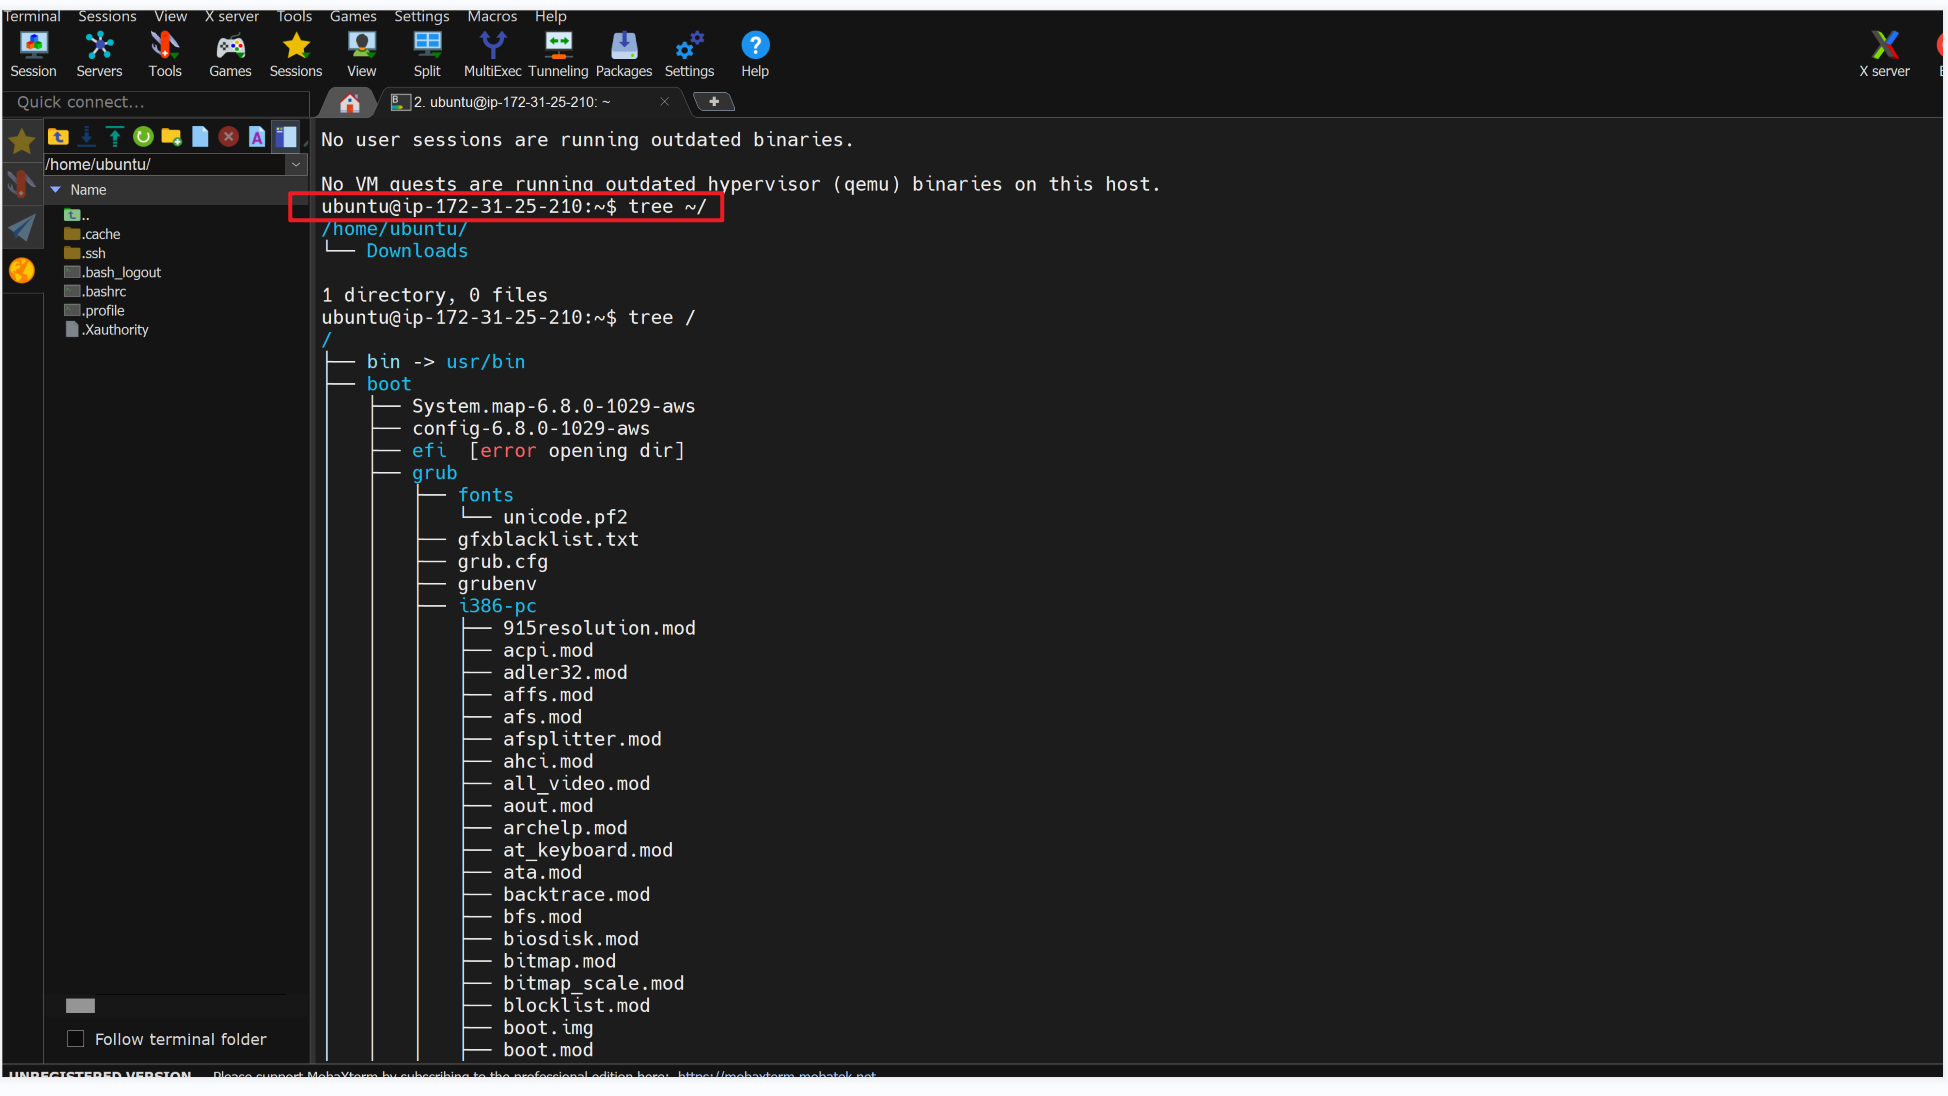 Terminal Sessions View X server Tools Games Settings Macros Help
Session Servers Tools Games Sessions View Split MultiExec Tunneling Packages Settings Help X server
Quick connect...
2. ubuntu@ip-172-31-25-210: ~
/home/ubuntu/
Name
..
.cache
.ssh
.bash_logout
.bashrc
.profile
.Xauthority
Follow terminal folder
No user sessions are running outdated binaries.
No VM guests are running outdated hypervisor (qemu) binaries on this host.
ubuntu@ip-172-31-25-210:~$ tree ~/
/home/ubuntu/
└── Downloads
1 directory, 0 files
ubuntu@ip-172-31-25-210:~$ tree /
/
├── bin -> usr/bin
├── boot
│   ├── System.map-6.8.0-1029-aws
│   ├── config-6.8.0-1029-aws
│   ├── efi  [error opening dir]
│   ├── grub
│   │   ├── fonts
│   │   │   └── unicode.pf2
│   │   ├── gfxblacklist.txt
│   │   ├── grub.cfg
│   │   ├── grubenv
│   │   ├── i386-pc
│   │   │   ├── 915resolution.mod
│   │   │   ├── acpi.mod
│   │   │   ├── adler32.mod
│   │   │   ├── affs.mod
│   │   │   ├── afs.mod
│   │   │   ├── afsplitter.mod
│   │   │   ├── ahci.mod
│   │   │   ├── all_video.mod
│   │   │   ├── aout.mod
│   │   │   ├── archelp.mod
│   │   │   ├── at_keyboard.mod
│   │   │   ├── ata.mod
│   │   │   ├── backtrace.mod
│   │   │   ├── bfs.mod
│   │   │   ├── biosdisk.mod
│   │   │   ├── bitmap.mod
│   │   │   ├── bitmap_scale.mod
│   │   │   ├── blocklist.mod
│   │   │   ├── boot.img
│   │   │   ├── boot.mod
UNREGISTERED VERSION Please support MobaXterm by subscribing to the professional edition here: https://mobaxterm.mobatek.net